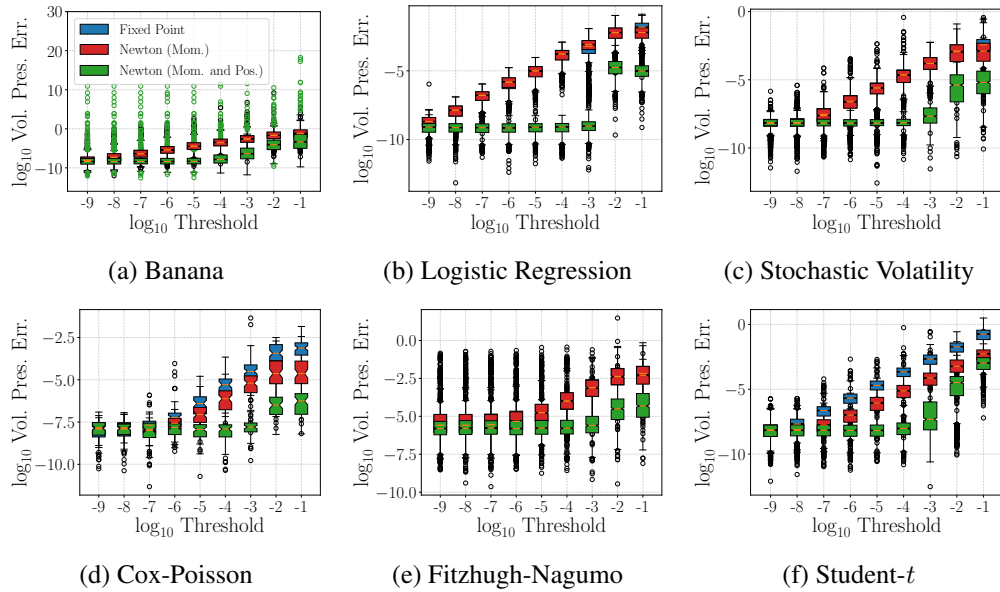 log10 Vol. Pres. Err.
30
20
10
0
−10
Fixed Point
Newton (Mom.)
Newton (Mom. and Pos.)
-9 -8 -7 -6 -5 -4 -3 -2 -1
log10 Threshold
(a) Banana
log10 Vol. Pres. Err.
−5
−10
-9 -8 -7 -6 -5 -4 -3 -2 -1
log10 Threshold
(b) Logistic Regression
log10 Vol. Pres. Err.
0
−5
−10
-9 -8 -7 -6 -5 -4 -3 -2 -1
log10 Threshold
(c) Stochastic Volatility
log10 Vol. Pres. Err.
−2.5
−5.0
−7.5
−10.0
-9 -8 -7 -6 -5 -4 -3 -2 -1
log10 Threshold
(d) Cox-Poisson
log10 Vol. Pres. Err.
0.0
−2.5
−5.0
−7.5
−10.0
-9 -8 -7 -6 -5 -4 -3 -2 -1
log10 Threshold
(e) Fitzhugh-Nagumo
log10 Vol. Pres. Err.
0
−5
−10
-9 -8 -7 -6 -5 -4 -3 -2 -1
log10 Threshold
(f) Student-t